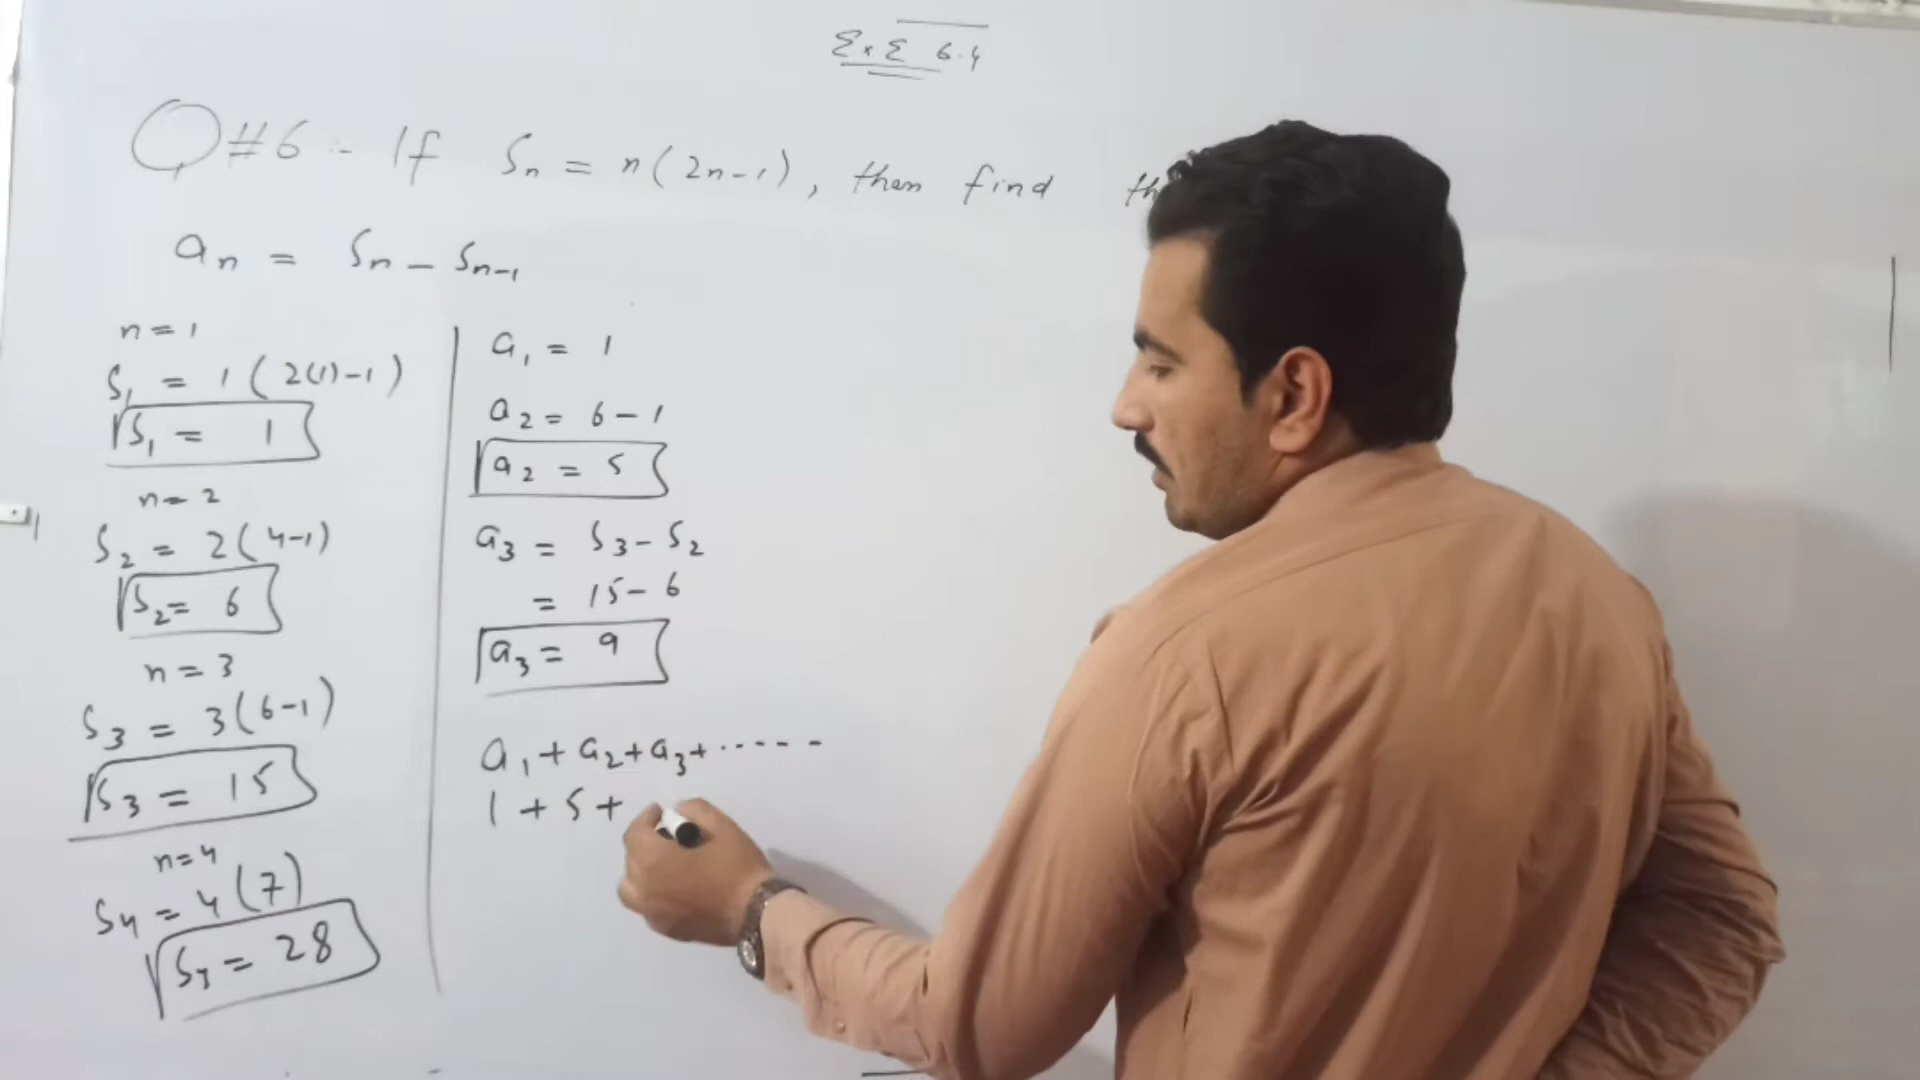 Ex E 6.4
Q#6:- If Sn = n(2n-1), then find
an = Sn - Sn-1
n=1
S1 = 1(2(1)-1)
S1 = 1
n=2
S2 = 2(4-1)
S2= 6
n=3
S3 = 3(6-1)
S3 = 15
n=4
S4 = 4(7)
= 28
a1 = 1
a2 = 6-1
a2 = 5
a3 = S3-S2
= 15-6
a3 = 9
a1+a2+a3+.....
1+5+